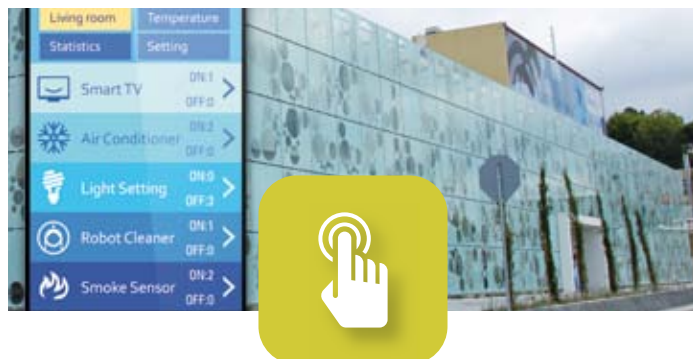 Living room Temperature
Statistics Setting
Smart TV ON:1
OFF:0
Air Conditioner ON:2
OFF:0
Light Setting ON:0
OFF:3
Robot Cleaner ON:1
OFF:0
Smoke Sensor ON:2
OFF:0